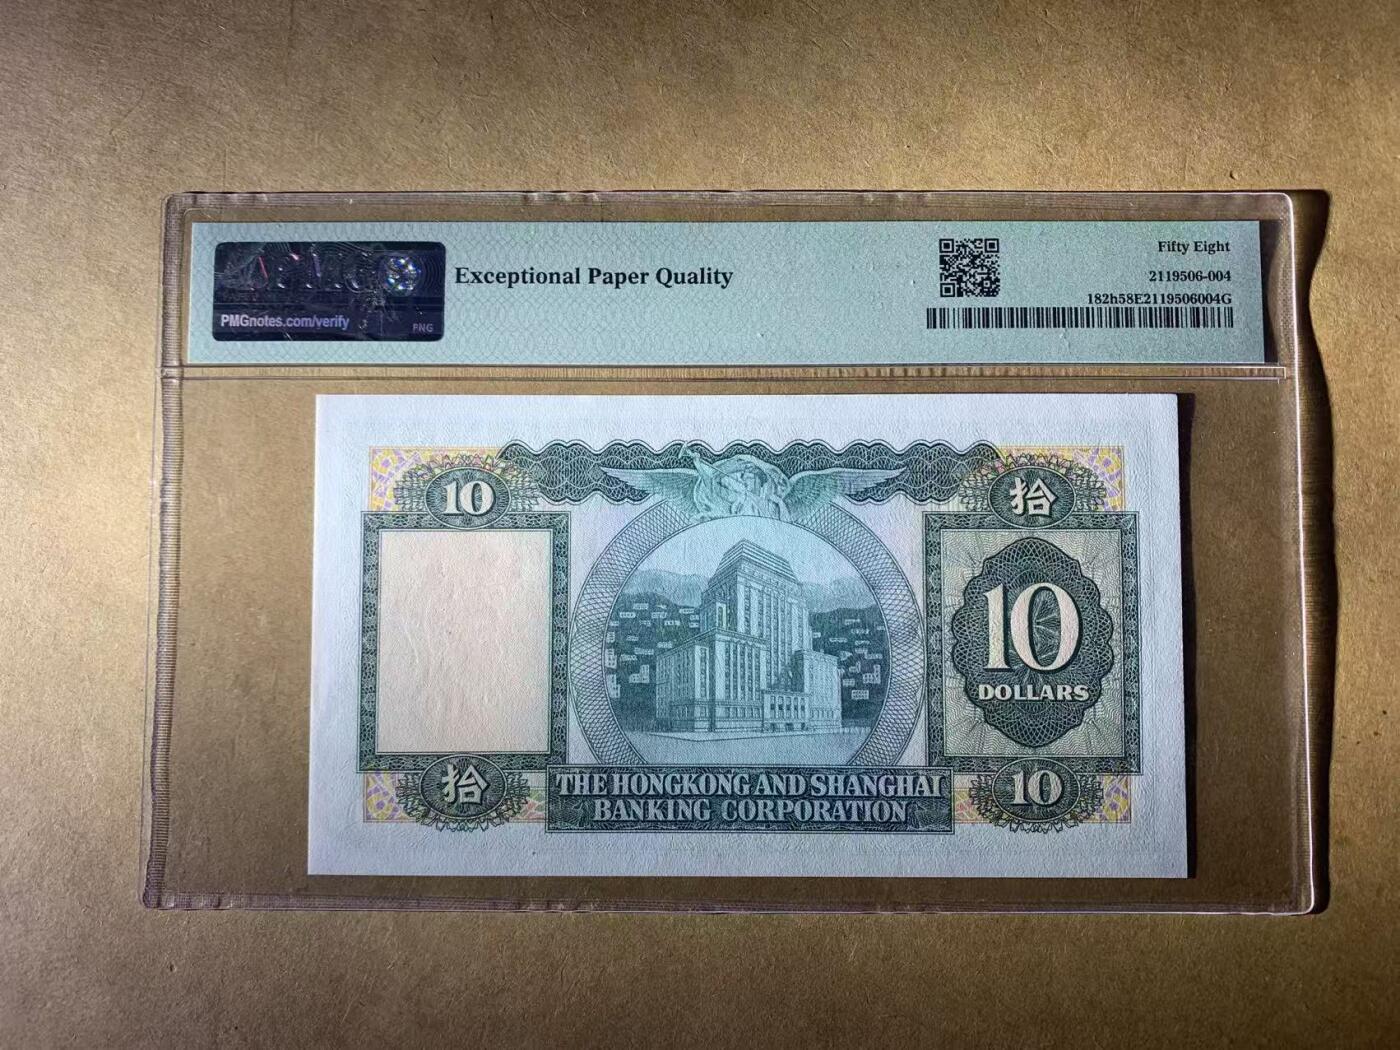 PMGnotes.com/verify
PNG
Exceptional Paper Quality
Fifty Eight
2119506-004
182h58E2119506004G
10
拾
10
DOLLARS
拾
10
THE HONGKONG AND SHANGHAI
BANKING CORPORATION